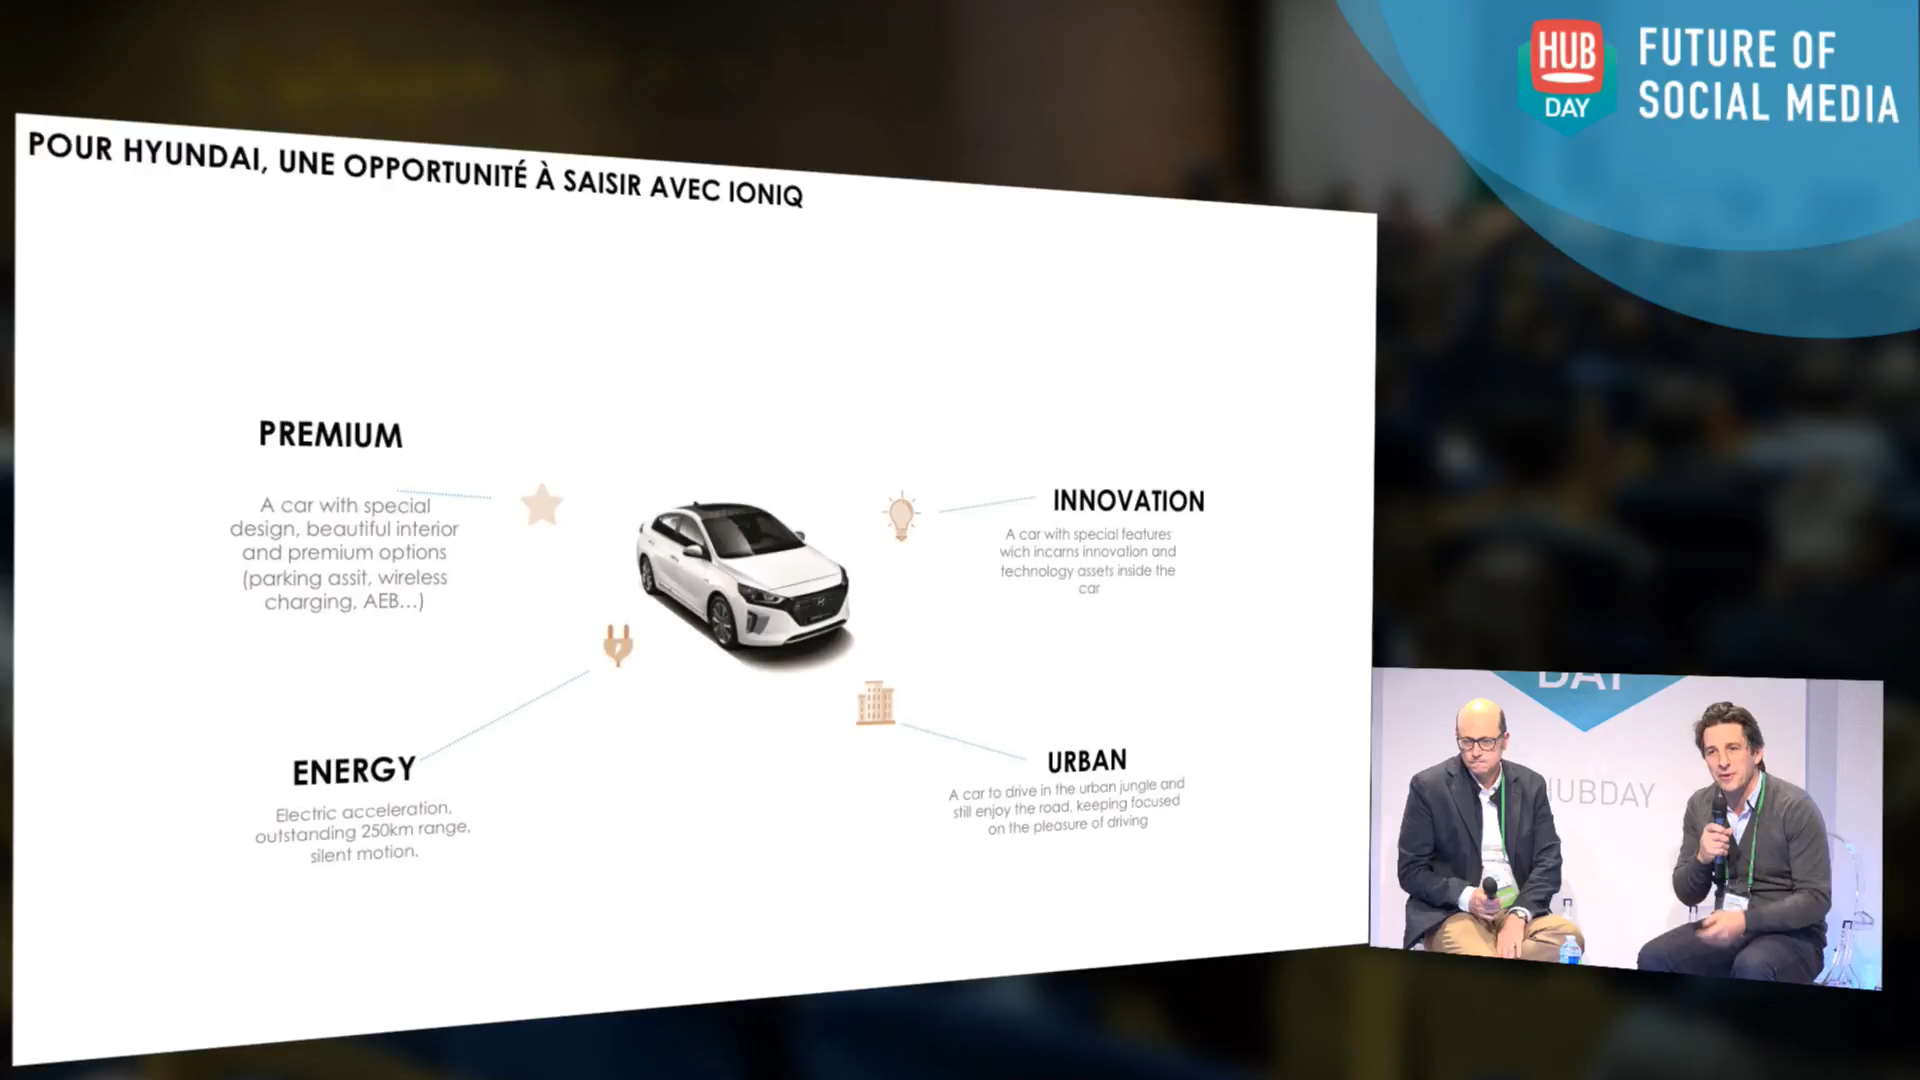 HUB
DAY
FUTURE OF
SOCIAL MEDIA
POUR HYUNDAI, UNE OPPORTUNITÉ À SAISIR AVEC IONIQ
PREMIUM
A car with special
design, beautiful interior
and premium options
(parking assit, wireless
charging, AEB...)
INNOVATION
A car with special features
wich incarns innovation and
technology assets inside the
car
ENERGY
Electric acceleration,
outstanding 250km range,
silent motion.
URBAN
A car to drive in the urban jungle and
still enjoy the road, keeping focused
on the pleasure of driving
DAY
HUBDAY